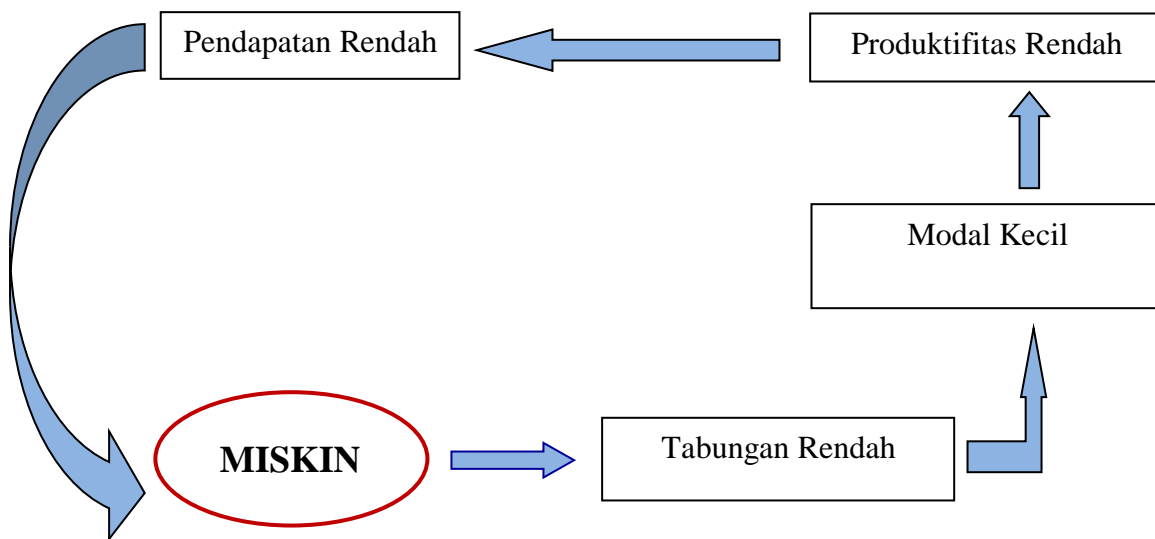 Pendapatan Rendah
Produktifitas Rendah
Modal Kecil
MISKIN
Tabungan Rendah